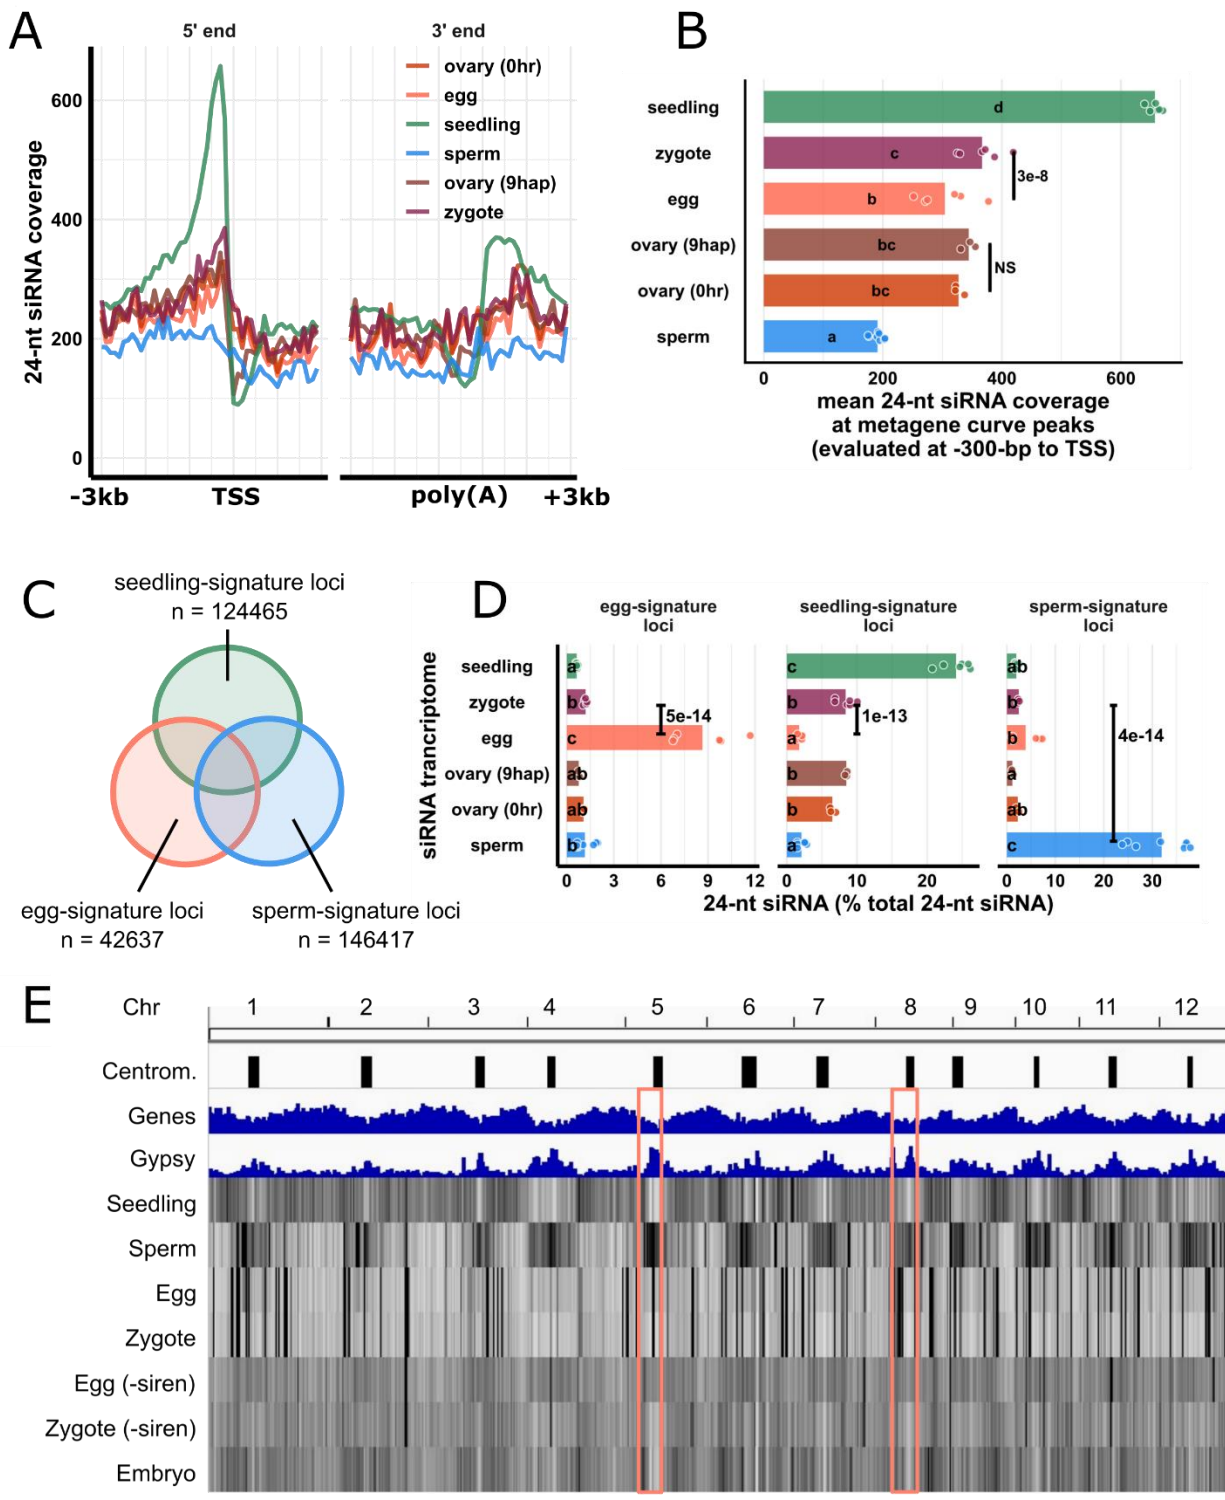 A
5' end
3' end
24-nt siRNA coverage
600
400
200
0
ovary (0hr)
egg
seedling
sperm
ovary (9hap)
zygote
-3kb
TSS
poly(A)
+3kb
B
seedling
zygote
egg
ovary (9hap)
ovary (0hr)
sperm
d
c
b
bc
bc
a
3e-8
NS
0
200
400
600
mean 24-nt siRNA coverage
at metagene curve peaks
(evaluated at -300-bp to TSS)
C
seedling-signature loci
n = 124465
egg-signature loci
n = 42637
sperm-signature loci
n = 146417
D
egg-signature
loci
seedling-signature
loci
sperm-signature
loci
siRNA trancriptome
seedling
zygote
egg
ovary (9hap)
ovary (0hr)
sperm
a
b
c
ab
ab
b
5e-14
c
b
a
b
b
a
1e-13
ab
b
b
a
ab
c
4e-14
0
3
6
9
12
0
10
20
0
10
20
30
24-nt siRNA (% total 24-nt siRNA)
E
Chr
1
2
3
4
5
6
7
8
9
10
11
12
Centrom.
Genes
Gypsy
Seedling
Sperm
Egg
Zygote
Egg (-siren)
Zygote (-siren)
Embryo